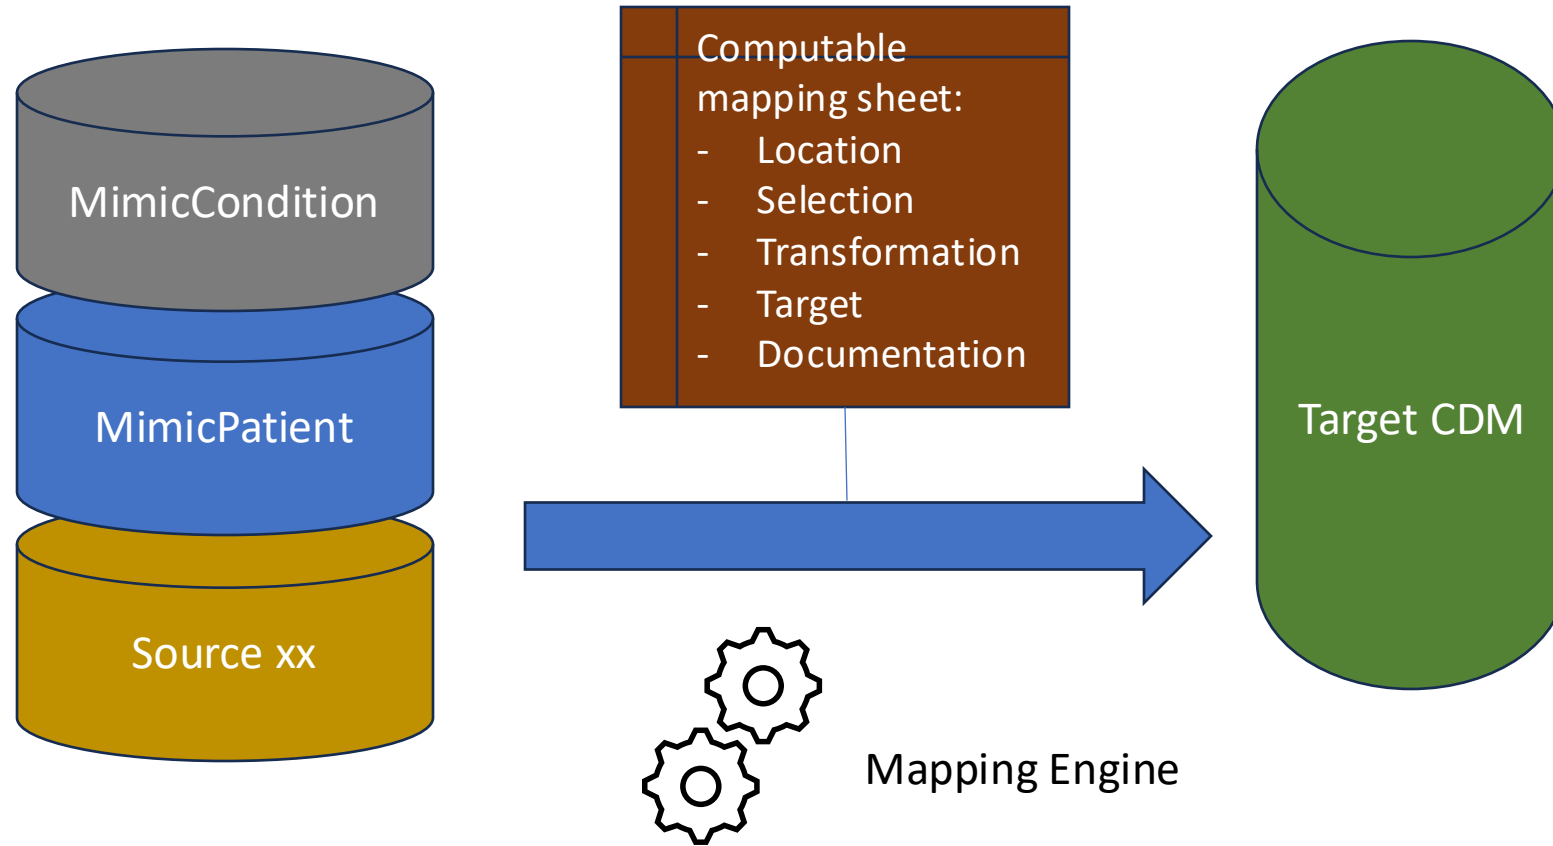 MimicCondition
MimicPatient
Source xx
Computable
mapping sheet:
- Location
- Selection
- Transformation
- Target
- Documentation
Mapping Engine
Target CDM